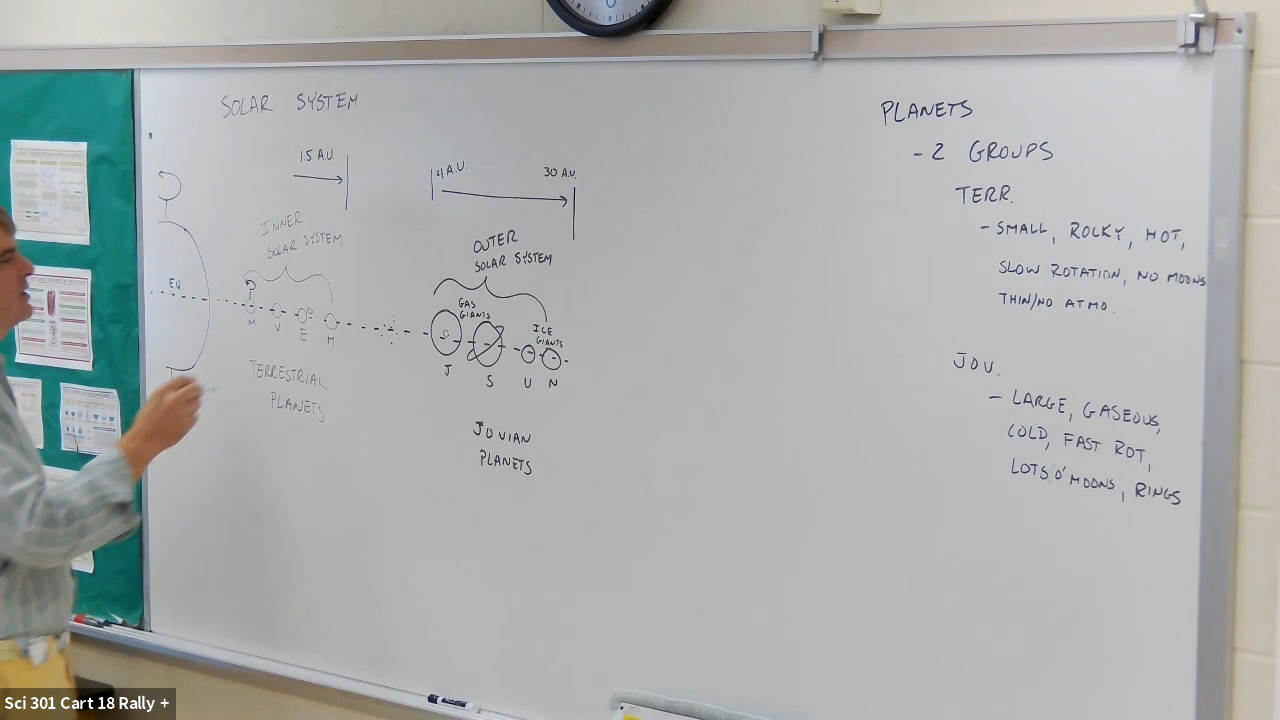 SOLAR SYSTEM
1.5 A.U.
4 A.U.
30 A.U.
INNER
SOLAR SYSTEM
OUTER
SOLAR SYSTEM
EQ.
GAS
GIANTS
ICE
GIANTS
M V E M
J S U N
TERRESTRIAL
PLANETS
JOVIAN
PLANETS
PLANETS
- 2 GROUPS
TERR.
- SMALL, ROCKY, HOT,
SLOW ROTATION, NO MOONS
THIN/NO ATMO.
JOV.
- LARGE, GASEOUS,
COLD, FAST ROT,
LOTS O' MOONS, RINGS
Sci 301 Cart 18 Rally +